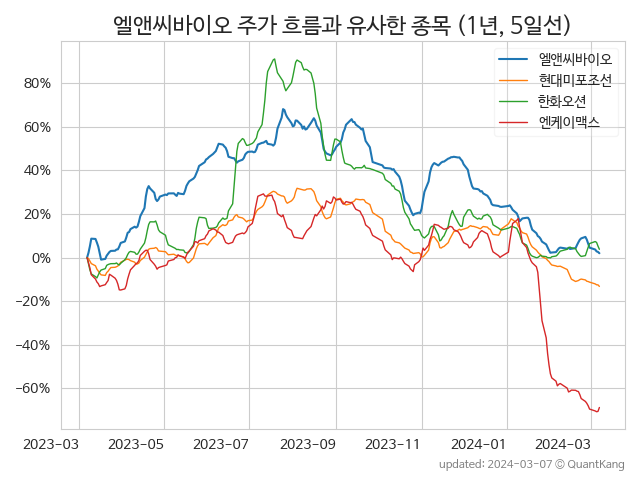 엘앤씨바이오 주가 흐름과 유사한 종목 (1년, 5일선)
엘앤씨바이오
현대미포조선
한화오션
엔케이맥스
80%
60%
40%
20%
0%
−20%
−40%
−60%
2023-03 2023-05 2023-07 2023-09 2023-11 2024-01 2024-03
updated: 2024-03-07 © QuantKang